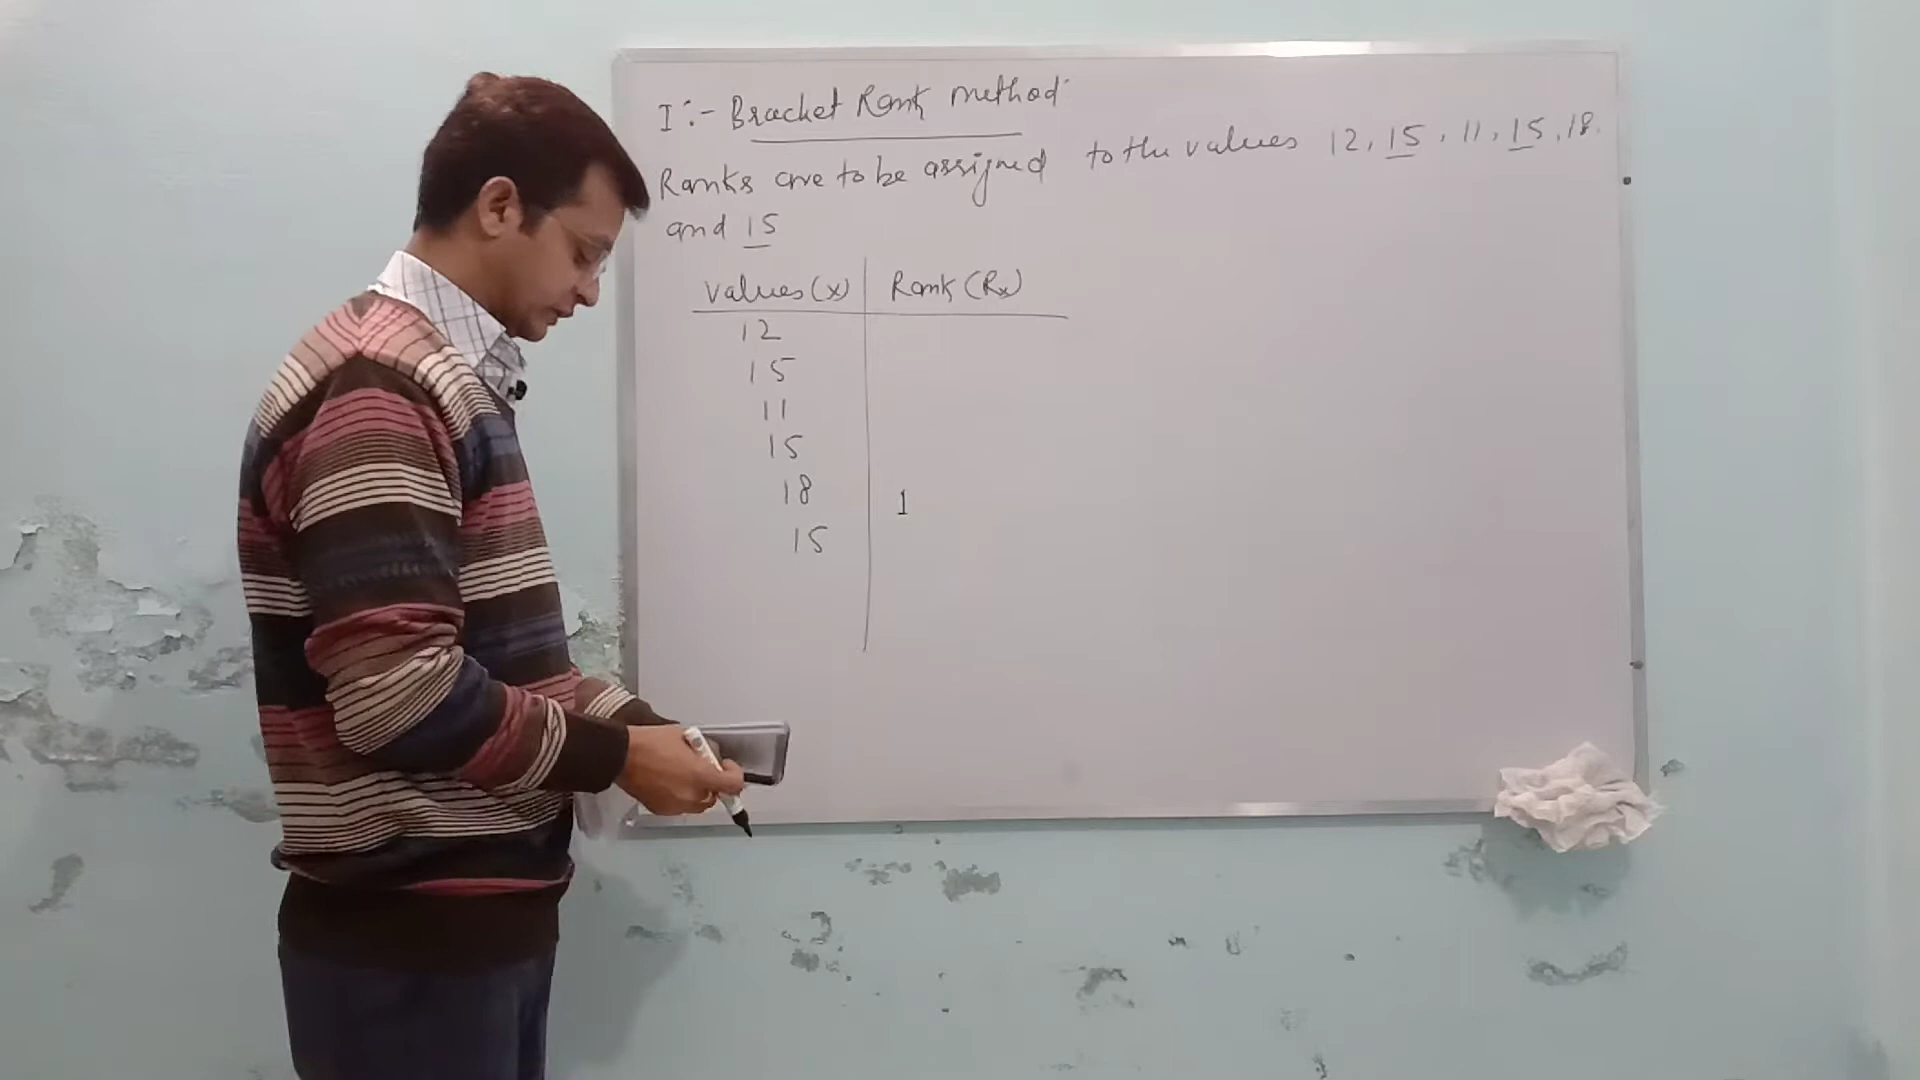 I :- Bracket Rank method
Ranks are to be assigned to the values 12, 15, 11, 15, 18.
and 15
values (x) Rank (Rx)
12
15
11
15
18 1
15